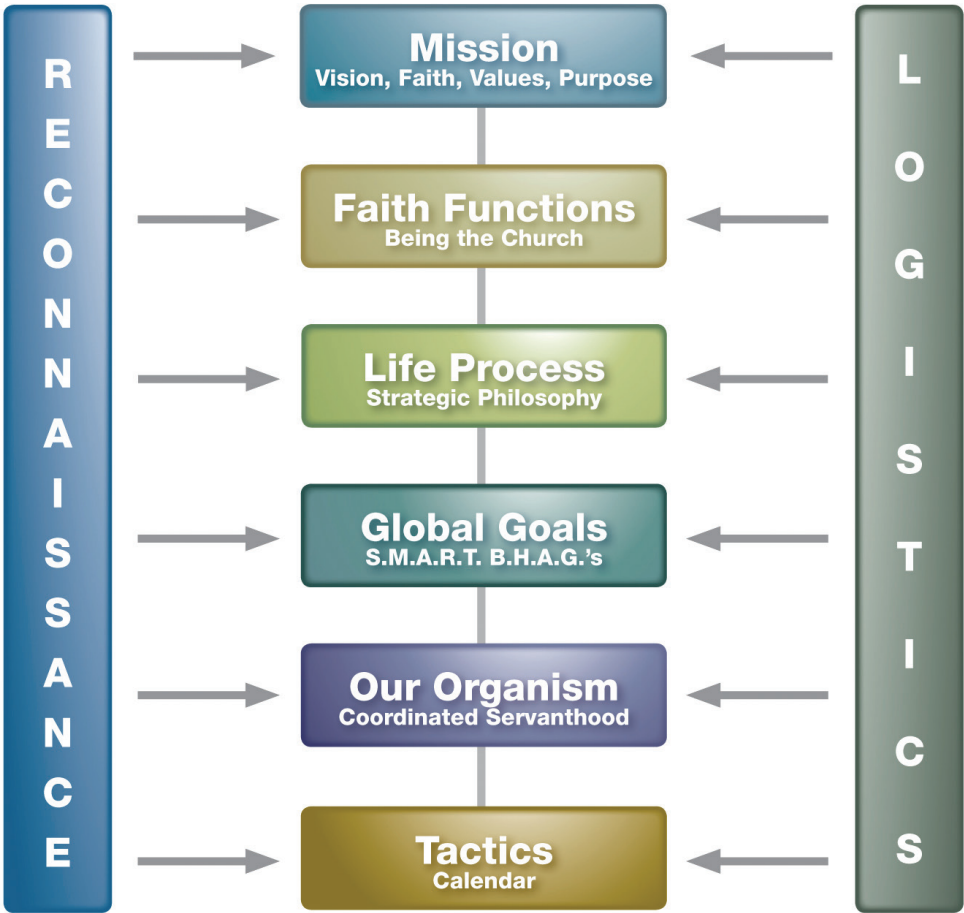 RECONNAISSANCE
Mission
Vision, Faith, Values, Purpose
Faith Functions
Being the Church
Life Process
Strategic Philosophy
Global Goals
S.M.A.R.T. B.H.A.G.'s
Our Organism
Coordinated Servanthood
Tactics
Calendar
LOGISTICS